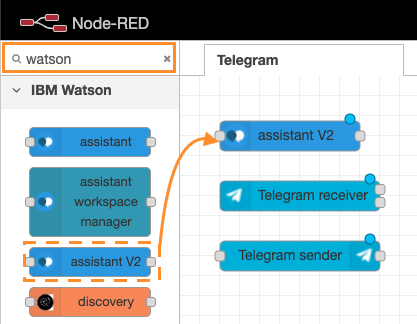 Node-RED
watson
Telegram
IBM Watson
assistant
assistant
workspace
manager
assistant V2
discovery
assistant V2
Telegram receiver
Telegram sender